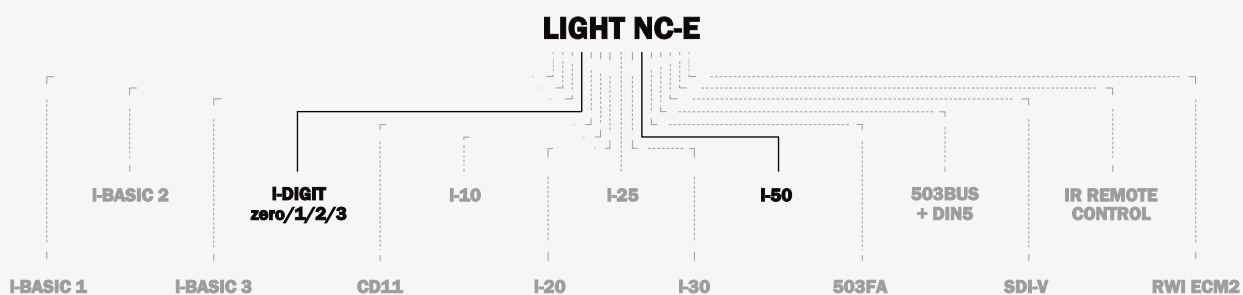 LIGHT NC-E
I-BASIC 2
I-DIGIT
zero/1/2/3
I-10
I-25
I-50
503BUS
+ DIN5
IR REMOTE
CONTROL
I-BASIC 1
I-BASIC 3
CD11
I-20
I-30
503FA
SDI-V
RWI ECM2